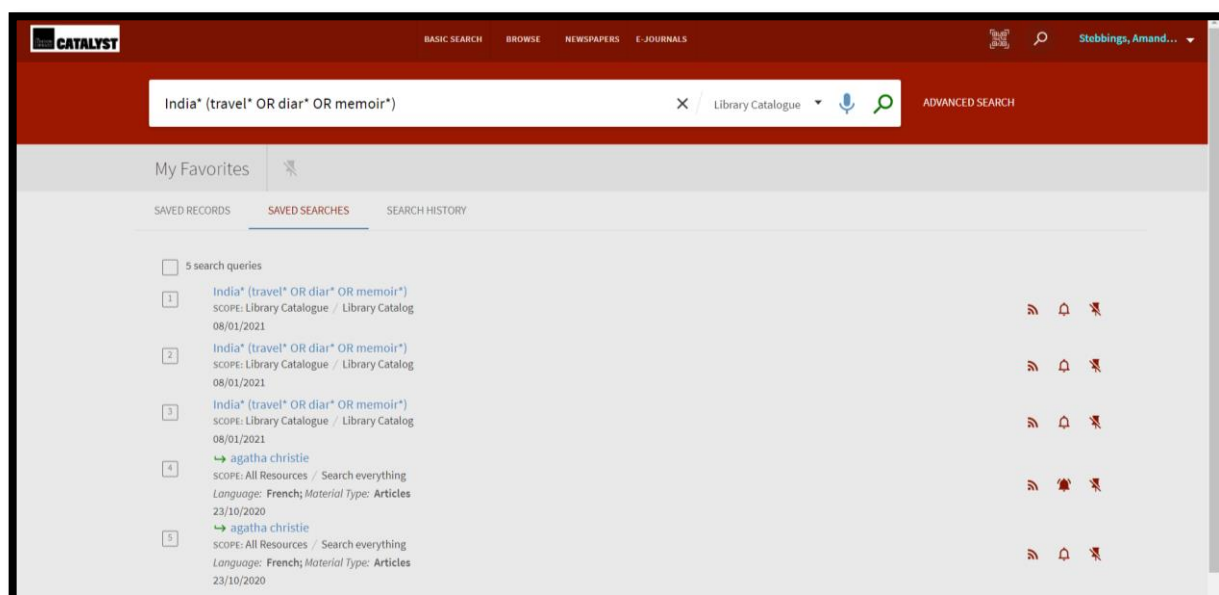 CATALYST
BASIC SEARCH BROWSE NEWSPAPERS E-JOURNALS
Stebbings, Amand...
India* (travel* OR diar* OR memoir*)
Library Catalogue
ADVANCED SEARCH
My Favorites
SAVED RECORDS SAVED SEARCHES SEARCH HISTORY
5 search queries
1 India* (travel* OR diar* OR memoir*)
SCOPE: Library Catalogue / Library Catalog
08/01/2021
2 India* (travel* OR diar* OR memoir*)
SCOPE: Library Catalogue / Library Catalog
08/01/2021
3 India* (travel* OR diar* OR memoir*)
SCOPE: Library Catalogue / Library Catalog
08/01/2021
4 agatha christie
SCOPE: All Resources / Search everything
Language: French; Material Type: Articles
23/10/2020
5 agatha christie
SCOPE: All Resources / Search everything
Language: French; Material Type: Articles
23/10/2020